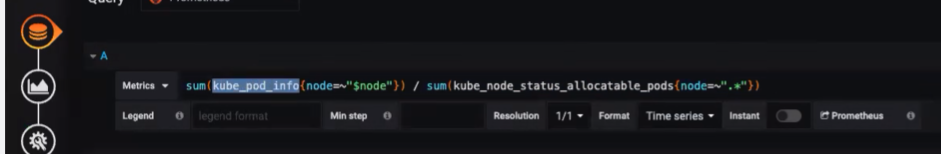 Query Prometheus
A
Metrics sum(kube_pod_info{node=~"$node"}) / sum(kube_node_status_allocatable_pods{node=~".*"})
Legend legend format Min step Resolution 1/1 Format Time series Instant Prometheus